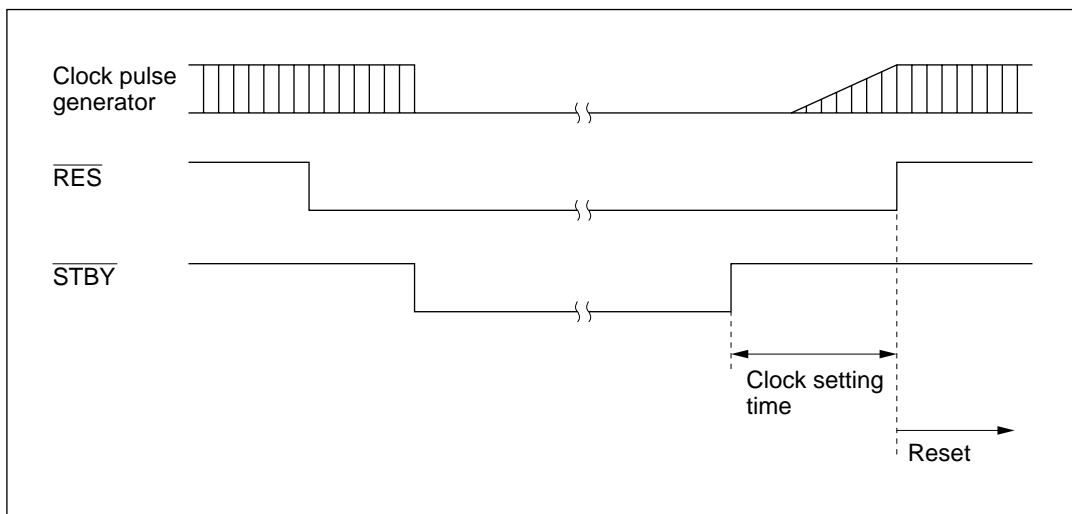 Clock pulse
generator
RES
STBY
Clock setting
time
Reset